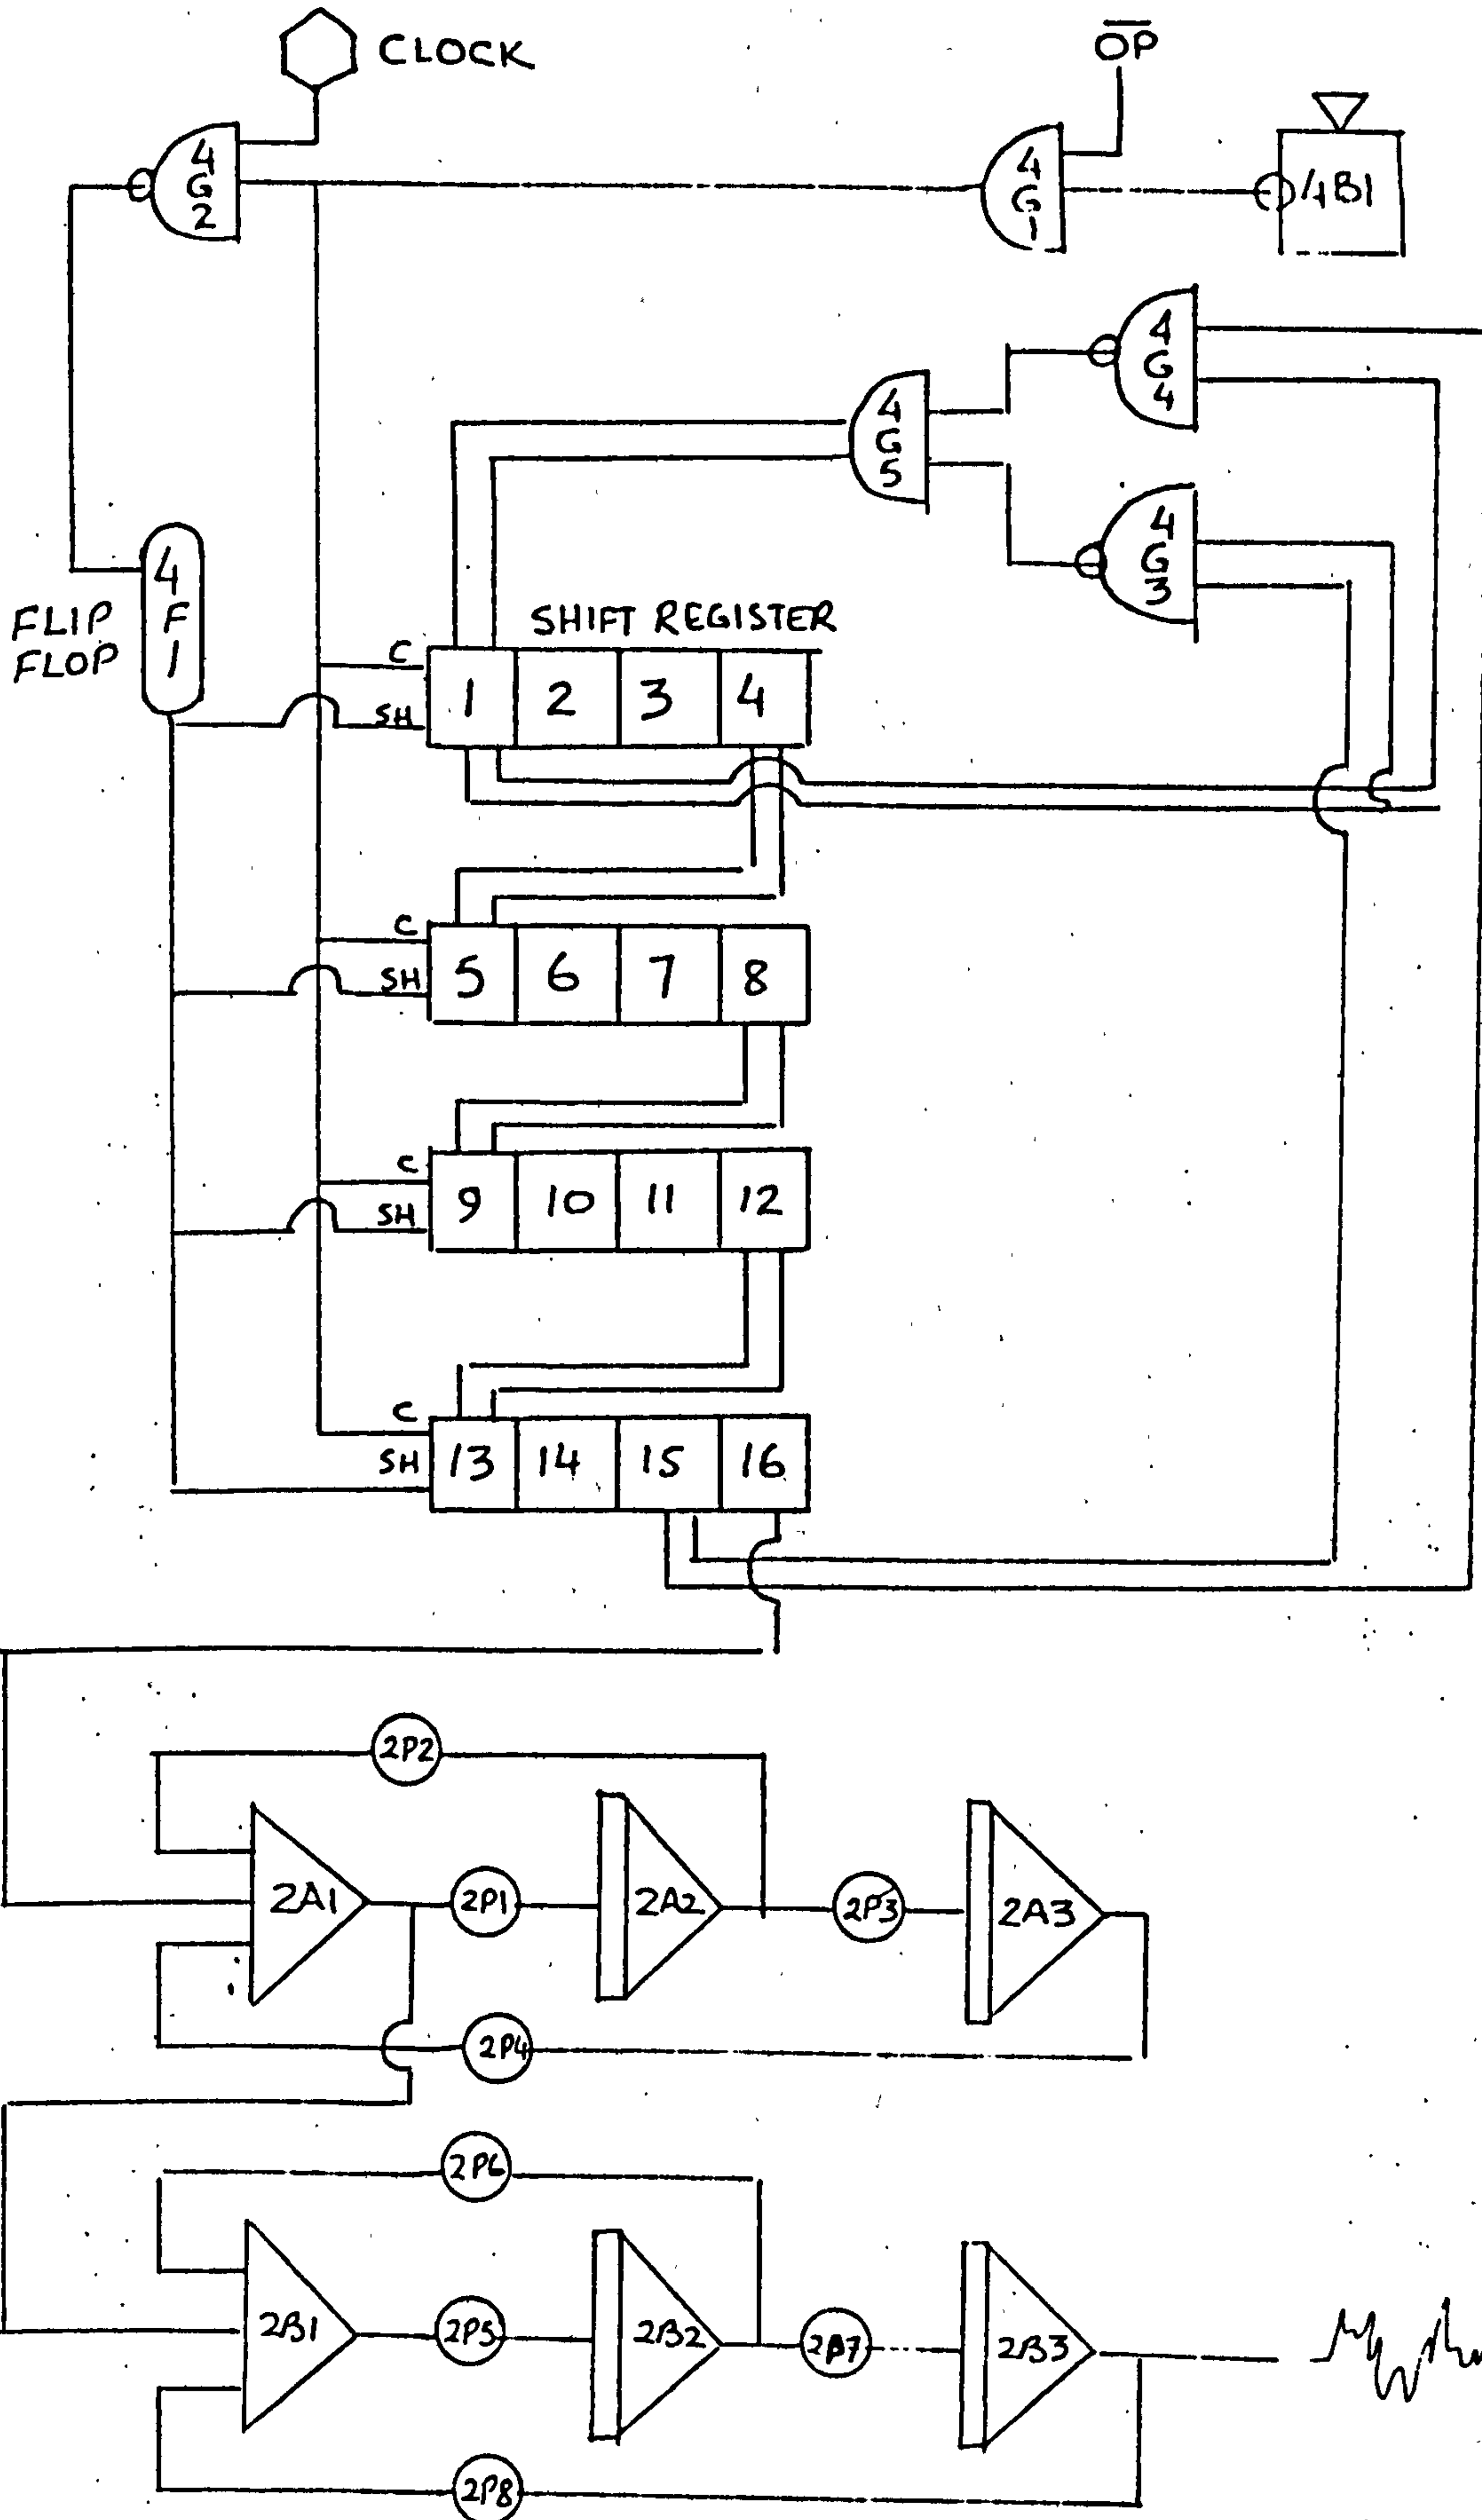 CLOCK
O̅P̅
4
G
2
4
G
1
4B1
4
G
4
4
G
5
4
G
3
4
F
1
FLIP
FLOP
SHIFT REGISTER
C
SH
1 2 3 4
C
SH
5 6 7 8
C
SH
9 10 11 12
C
SH
13 14 15 16
2P2
2A1
2P1
2A2
2P3
2A3
2P4
2P6
2B1
2P5
2B2
2P7
2B3
2P8